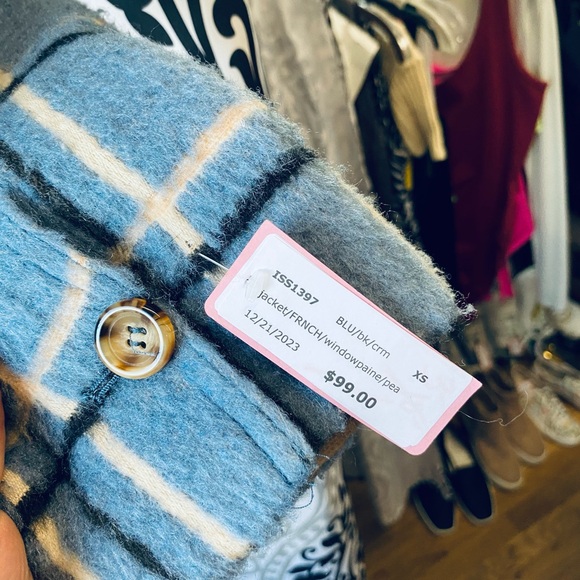 ISS1397 BLU/bk/crm XS
Jacket/FRNCH/windowpaine/pea
12/21/2023 $99.00